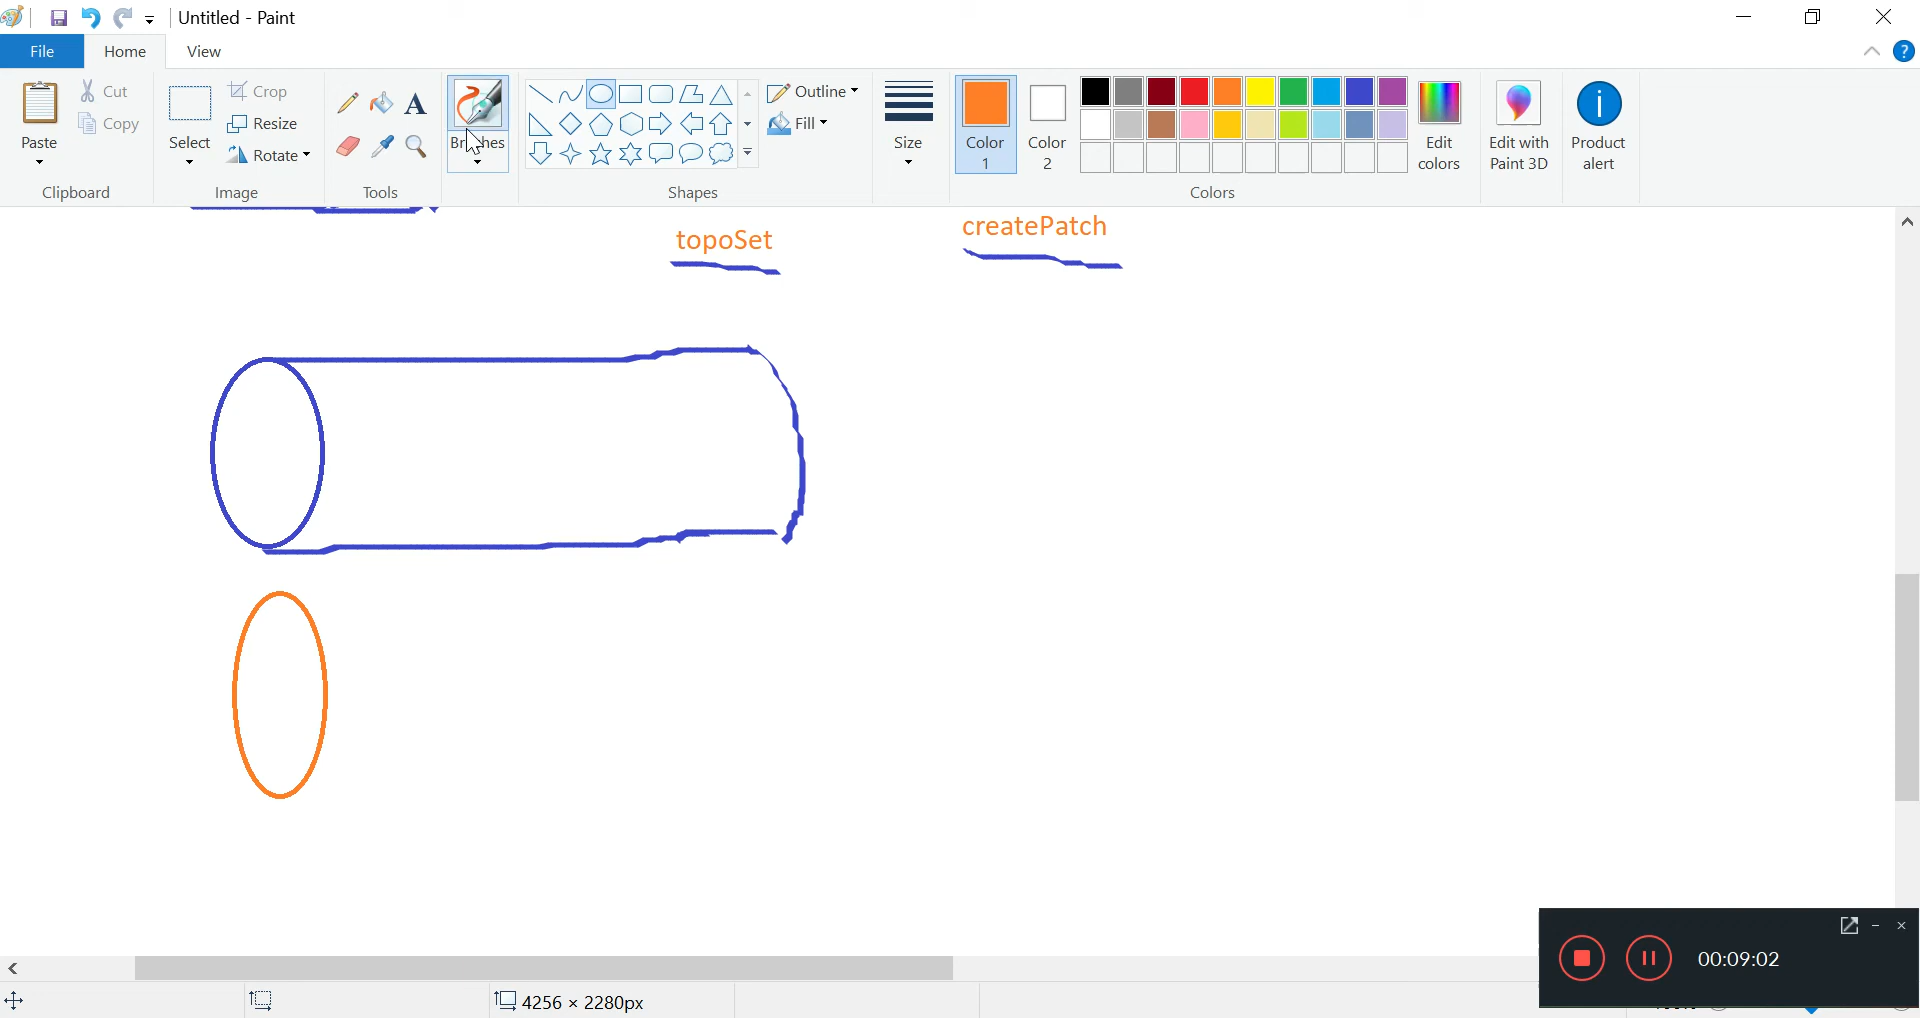 Untitled - Paint
File Home View
Paste
Cut
Copy
Clipboard
Select
Crop
Resize
Rotate
Image
A
Tools
Brushes
Outline
Fill
Shapes
Size
Color 1
Color 2
Edit colors
Colors
Edit with Paint 3D
Product alert
topoSet
createPatch
00:09:02
4256 × 2280px